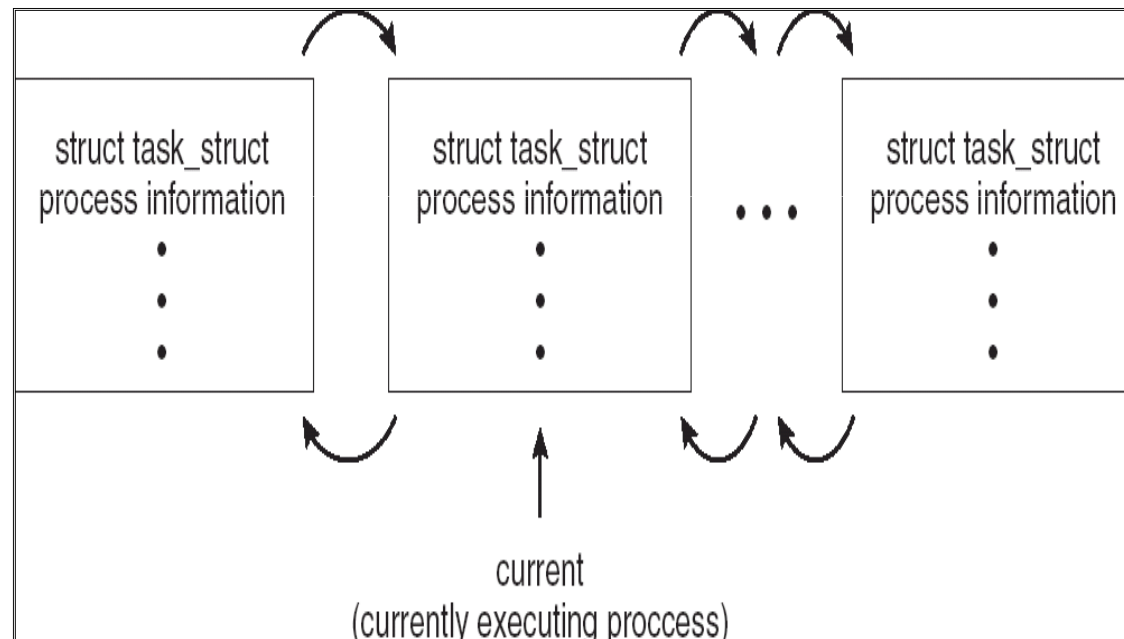 struct task_struct
process information
struct task_struct
process information
struct task_struct
process information
current
(currently executing proccess)